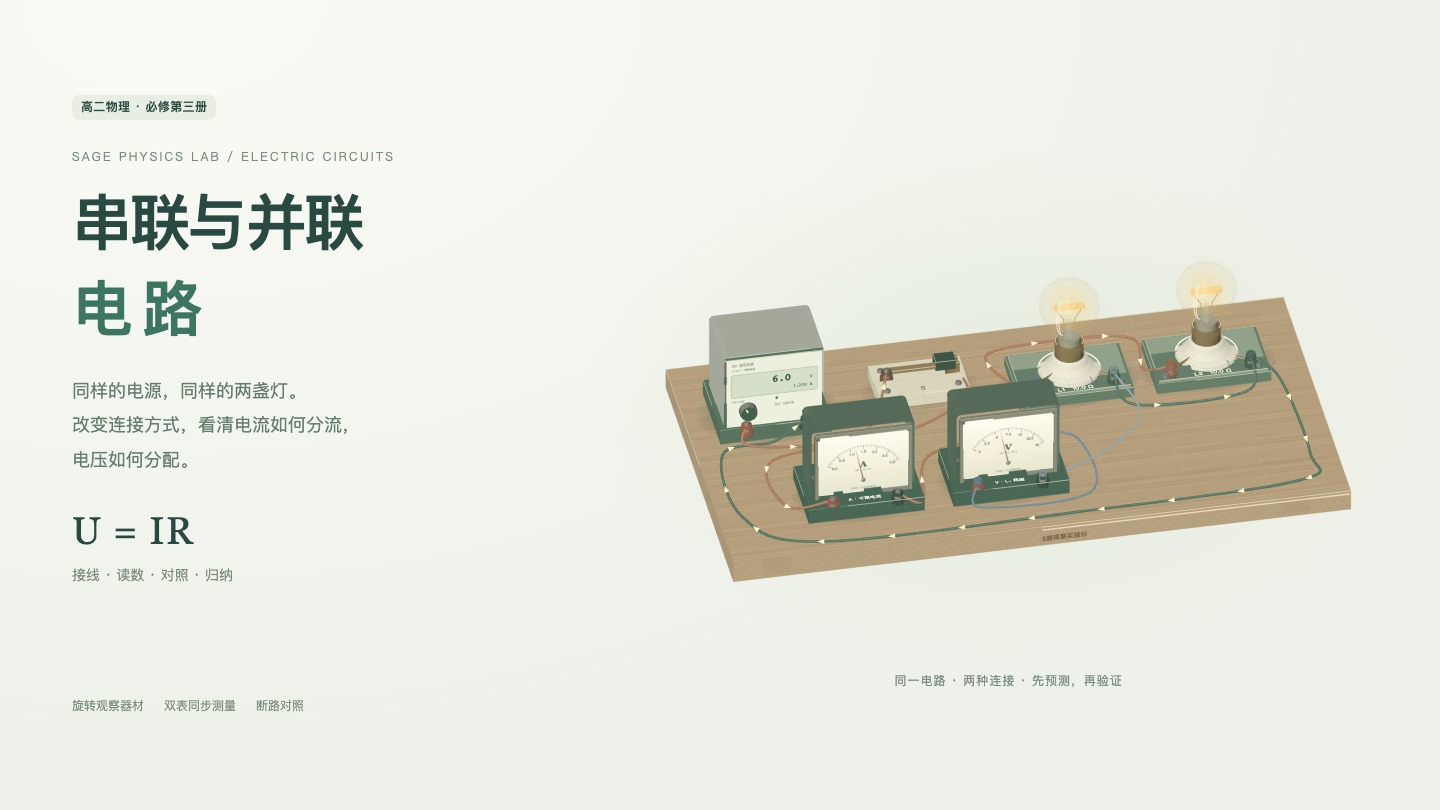 高二物理 · 必修第三册
SAGE PHYSICS LAB / ELECTRIC CIRCUITS
串联与并联
电路
同样的电源，同样的两盏灯。
改变连接方式，看清电流如何分流，
电压如何分配。
U = IR
接线 · 读数 · 对照 · 归纳
旋转观察器材 双表同步测量 断路对照
6.0 V
A
V
同一电路 · 两种连接 · 先预测，再验证